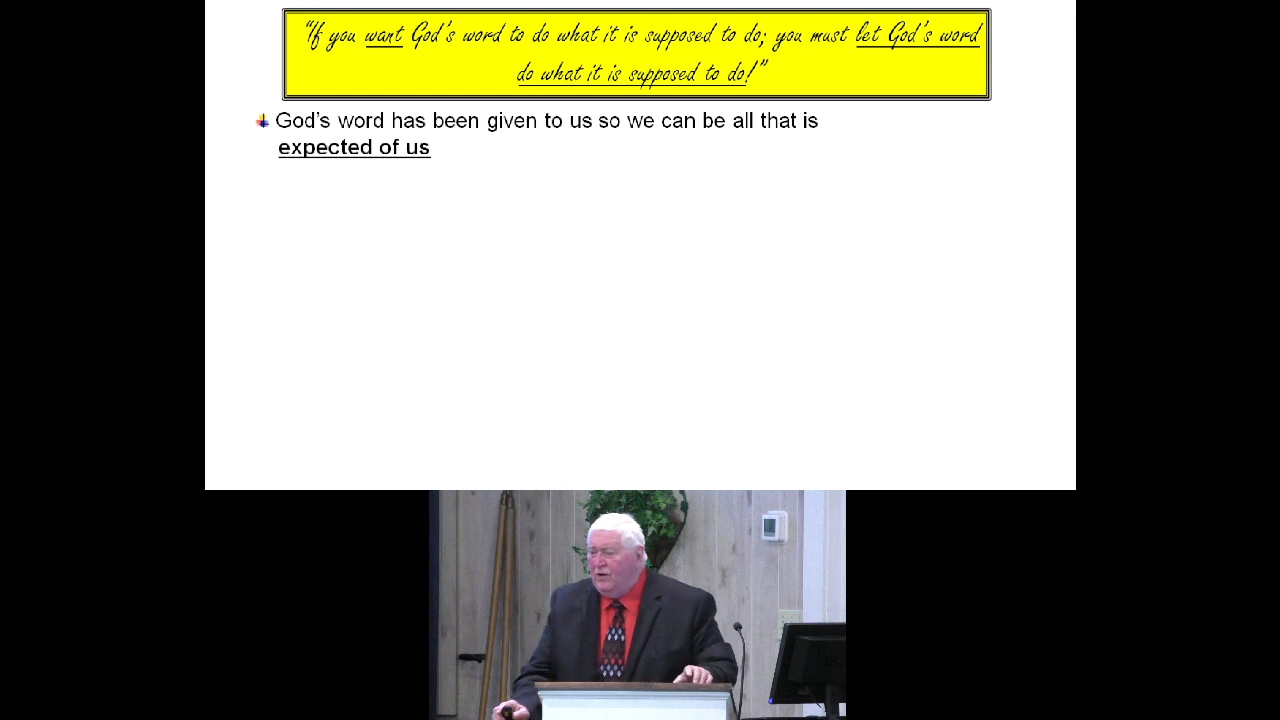 “If you want God's word to do what it is supposed to do; you must let God's word
do what it is supposed to do!”
God's word has been given to us so we can be all that is
expected of us